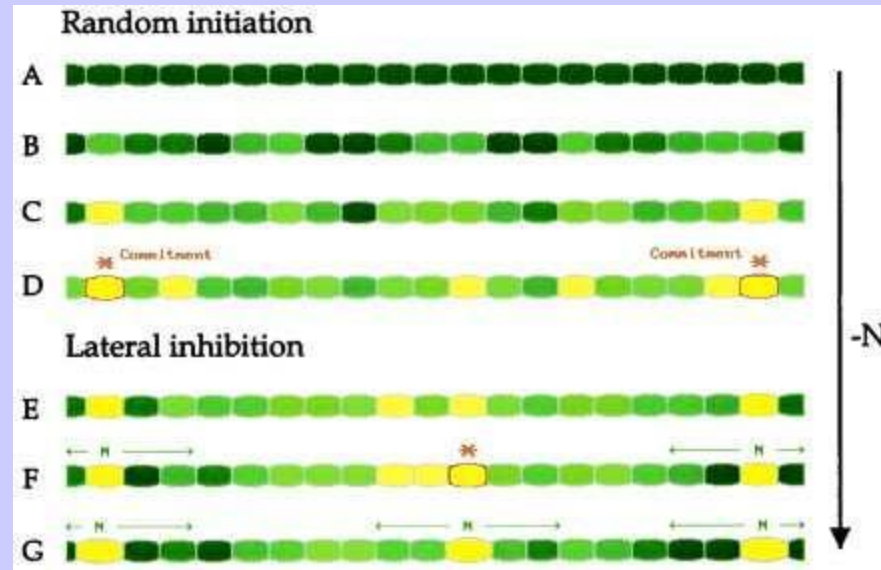 Random initiation
A
B
C
Commitment Commitment
D
Lateral inhibition
-N
E
N N
F
N N N
G